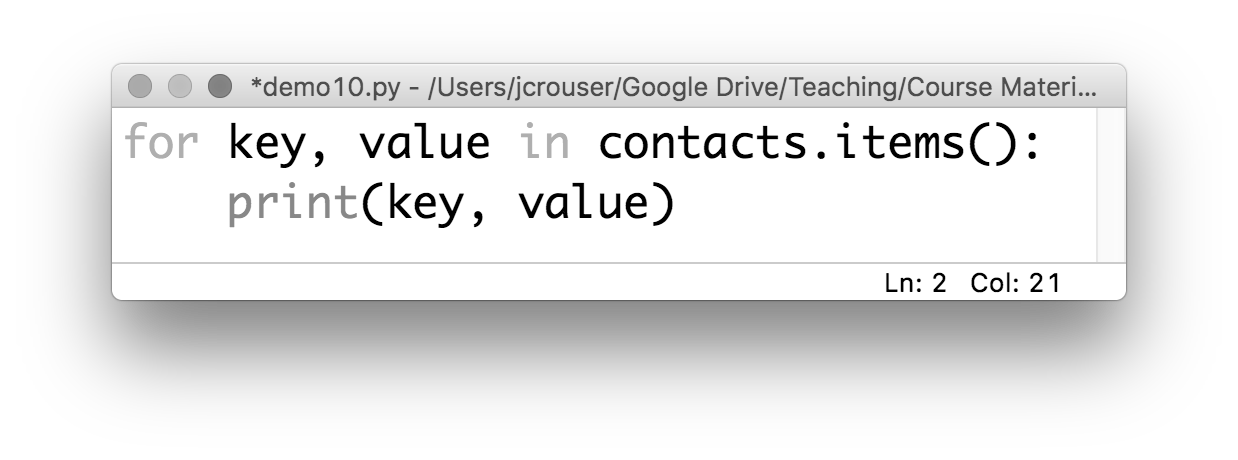 *demo10.py - /Users/jcrouser/Google Drive/Teaching/Course Materi...
for key, value in contacts.items():
    print(key, value)
Ln: 2 Col: 21